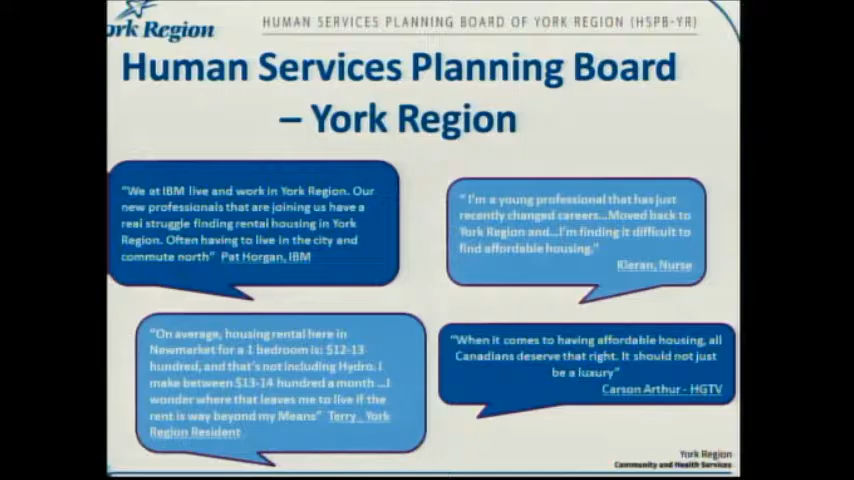 ork Region
HUMAN SERVICES PLANNING BOARD OF YORK REGION (HSPB-YR)
Human Services Planning Board
– York Region
"We at IBM live and work in York Region. Our
new professionals that are joining us have a
real struggle finding rental housing in York
Region. Often having to live in the city and
commute north" Pat Horgan, IBM
" I'm a young professional that has just
recently changed careers...Moved back to
York Region and...I'm finding it difficult to
find affordable housing."
Kieran, Nurse
"On average, housing rental here in
Newmarket for a 1 bedroom is: $12-13
hundred, and that's not including Hydro. I
make between $13-14 hundred a month ...I
wonder where that leaves me to live if the
rent is way beyond my Means" Terry_ York
Region Resident
"When it comes to having affordable housing, all
Canadians deserve that right. It should not just
be a luxury"
Carson Arthur - HGTV
York Region
Community and Health Services